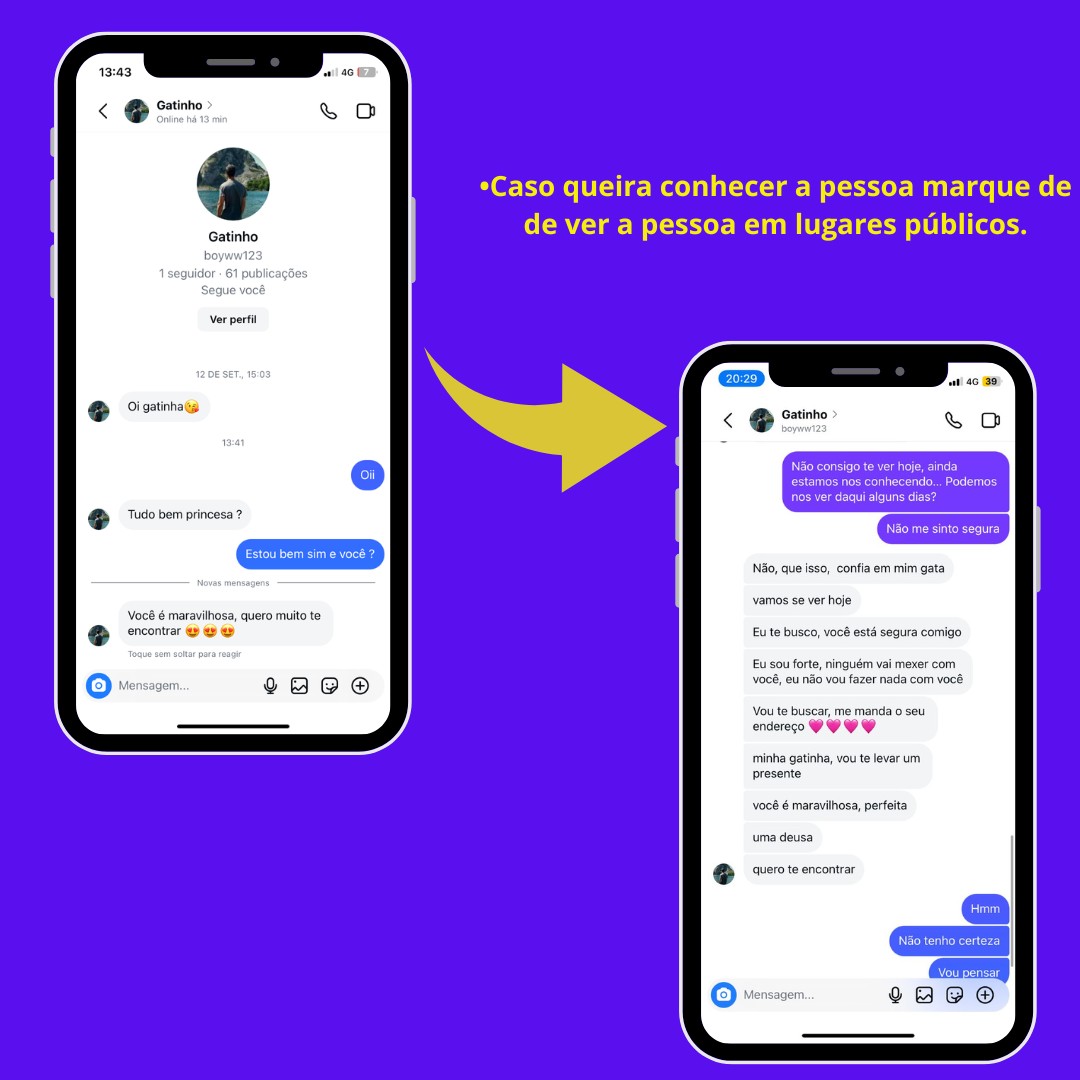 13:43
4G 7
Gatinho
Online há 13 min
Gatinho
boyww123
1 seguidor · 61 publicações
Segue você
Ver perfil
12 DE SET., 15:03
Oi gatinha😘
13:41
Oii
Tudo bem princesa ?
Estou bem sim e você ?
Novas mensagens
Você é maravilhosa, quero muito te
encontrar 😍😍😍
Toque sem soltar para reagir
Mensagem...
•Caso queira conhecer a pessoa marque de
de ver a pessoa em lugares públicos.
20:29
4G 39
Gatinho
boyww123
Não consigo te ver hoje, ainda
estamos nos conhecendo... Podemos
nos ver daqui alguns dias?
Não me sinto segura
Não, que isso,  confia em mim gata
vamos se ver hoje
Eu te busco, você está segura comigo
Eu sou forte, ninguém vai mexer com
você, eu não vou fazer nada com você
Vou te buscar, me manda o seu
endereço 💗💗💗💗
minha gatinha, vou te levar um
presente
você é maravilhosa, perfeita
uma deusa
quero te encontrar
Hmm
Não tenho certeza
Vou pensar
Mensagem...